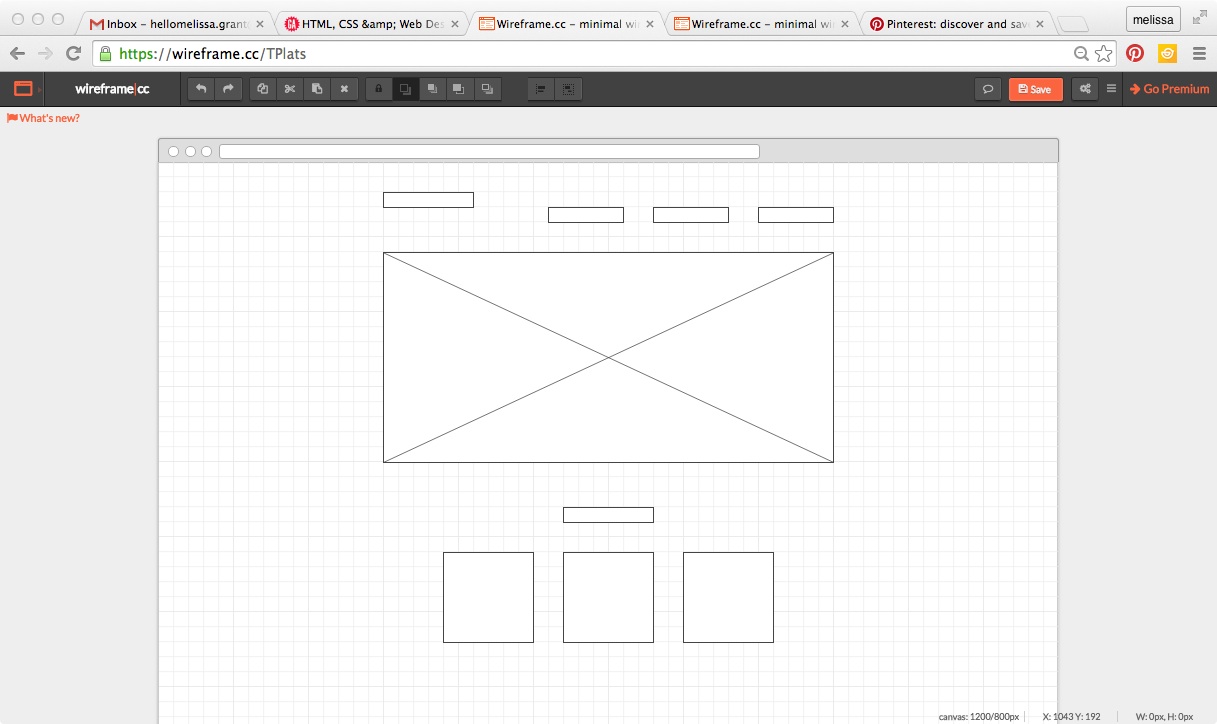 Inbox – hellomelissa.grant
HTML, CSS &amp; Web Des
Wireframe.cc – minimal wi
Wireframe.cc – minimal wi
Pinterest: discover and save
melissa
https://wireframe.cc/TPlats
wireframe|cc
Save
Go Premium
What's new?
canvas: 1200/800px
X: 1043 Y: 192
W: 0px, H: 0px